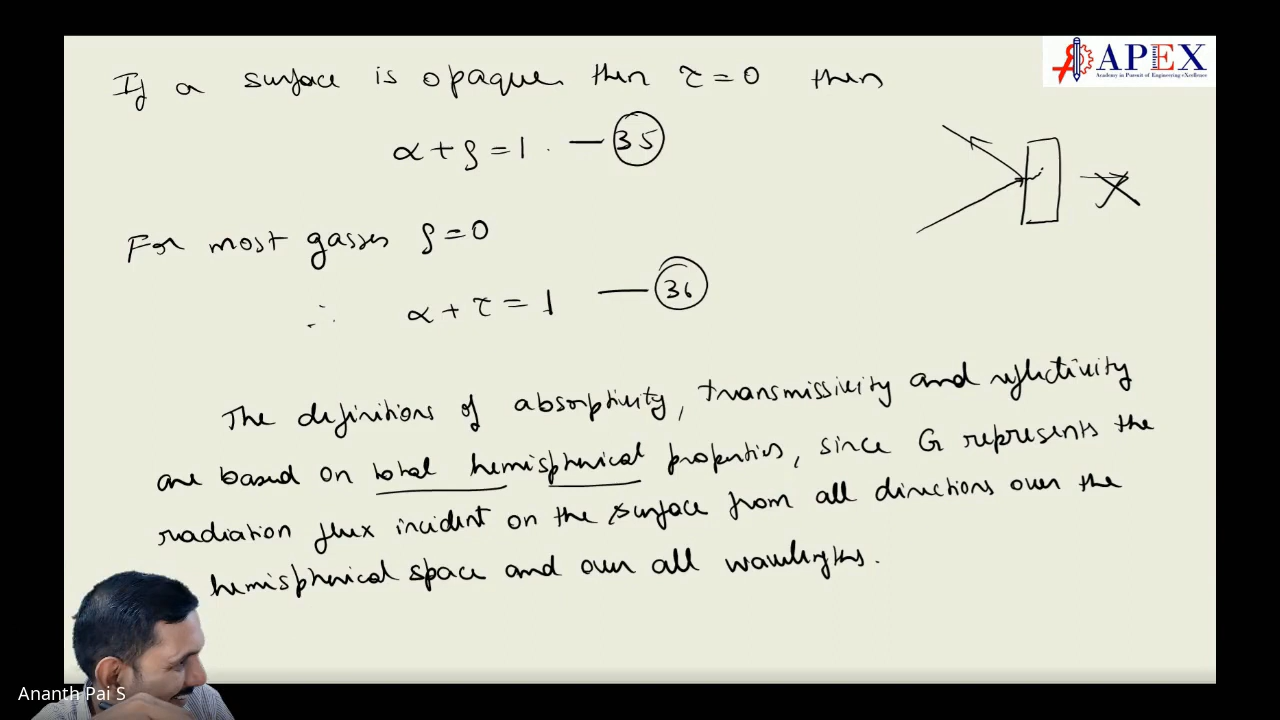 If a surface is opaque then τ = 0 then
α + ρ = 1. — 35
For most gasses ρ = 0
∴ α + τ = 1 — 36
The definitions of absorptivity, transmissivity and reflectivity
are based on total hemispherical properties, since G represents the
radiation flux incident on the surface from all directions over the
hemispherical space and over all wavelengths.
APEX
Academy in Pursuit of Engineering eXcellence
Ananth Pai S